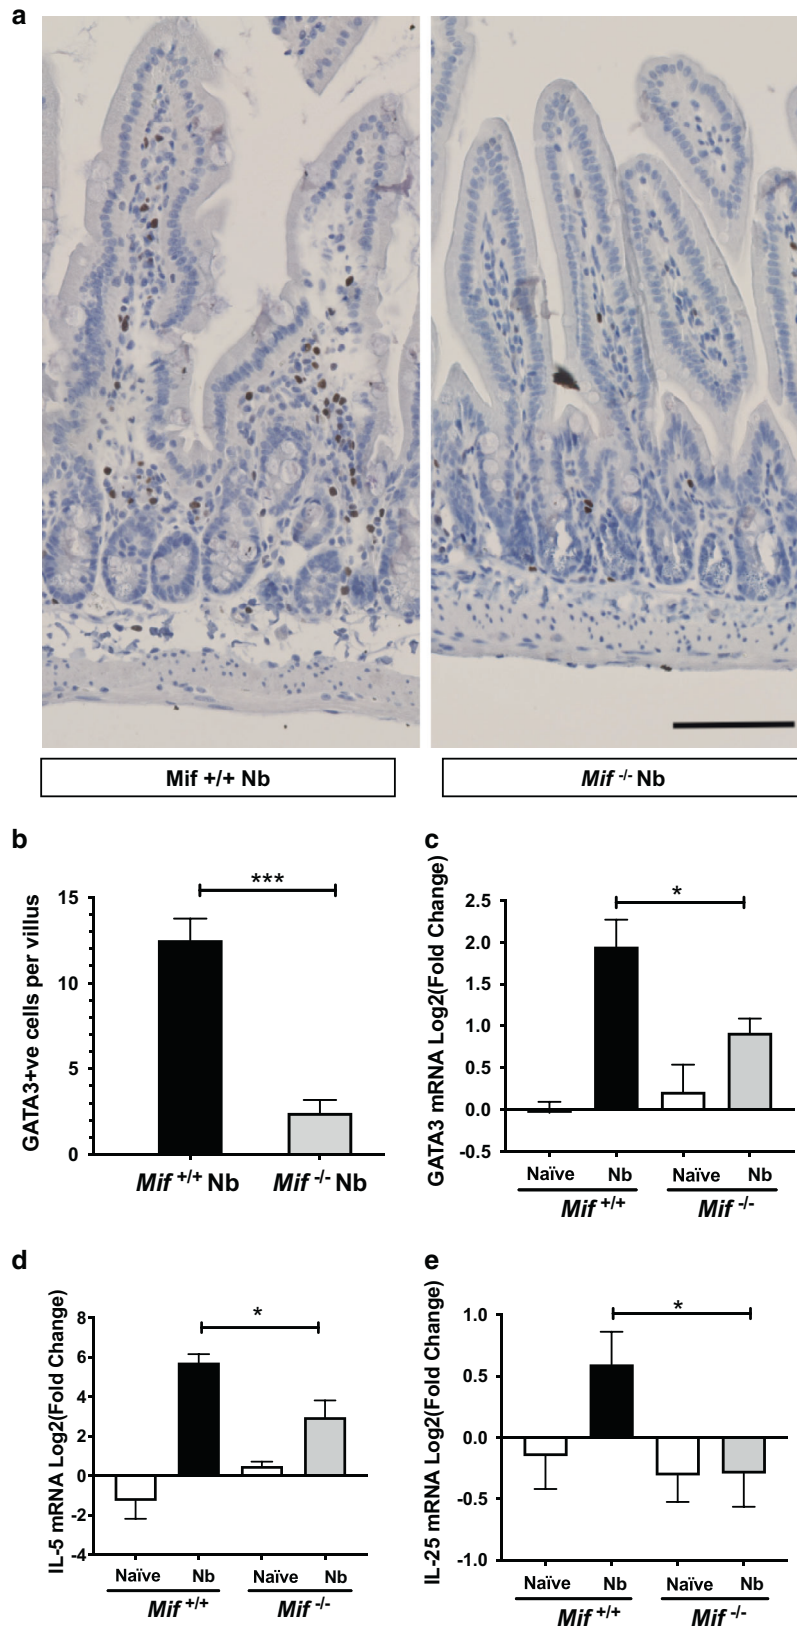 a
Mif +/+ Nb
Mif -/- Nb
b
GATA3+ve cells per villus
15
10
5
0
***
Mif +/+ Nb
Mif -/- Nb
c
GATA3 mRNA Log2(Fold Change)
2.5
2.0
1.5
1.0
0.5
0.0
-0.5
*
Naïve
Nb
Naïve
Nb
Mif +/+
Mif -/-
d
IL-5 mRNA Log2(Fold Change)
8
6
4
2
0
-2
-4
*
Naïve
Nb
Naïve
Nb
Mif +/+
Mif -/-
e
IL-25 mRNA Log2(Fold Change)
1.0
0.5
0.0
-0.5
-1.0
*
Naïve
Nb
Naïve
Nb
Mif +/+
Mif -/-